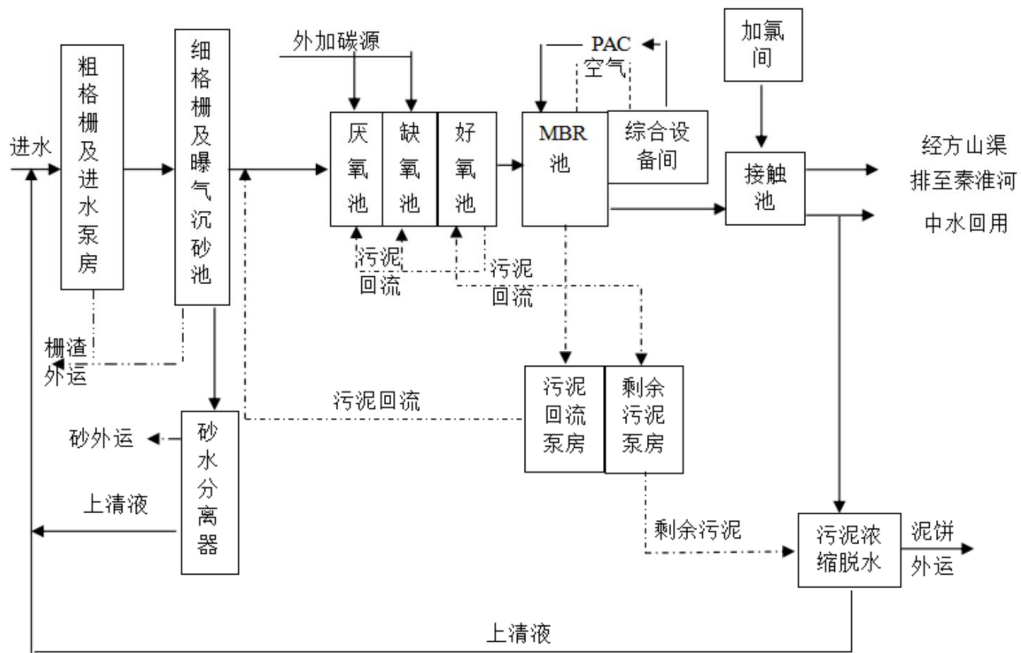 进水
粗格栅及进水泵房
细格栅及曝气沉砂池
外加碳源
厌氧池
缺氧池
好氧池
PAC
空气
MBR
池
综合设
备间
加氯
间
接触
池
经方山渠
排至秦淮河
中水回用
污泥
回流
污泥
回流
栅渣
外运
污泥回流
污泥
回流
泵房
剩余
污泥
泵房
砂外运
砂水分离器
上清液
剩余污泥
污泥浓
缩脱水
泥饼
外运
上清液